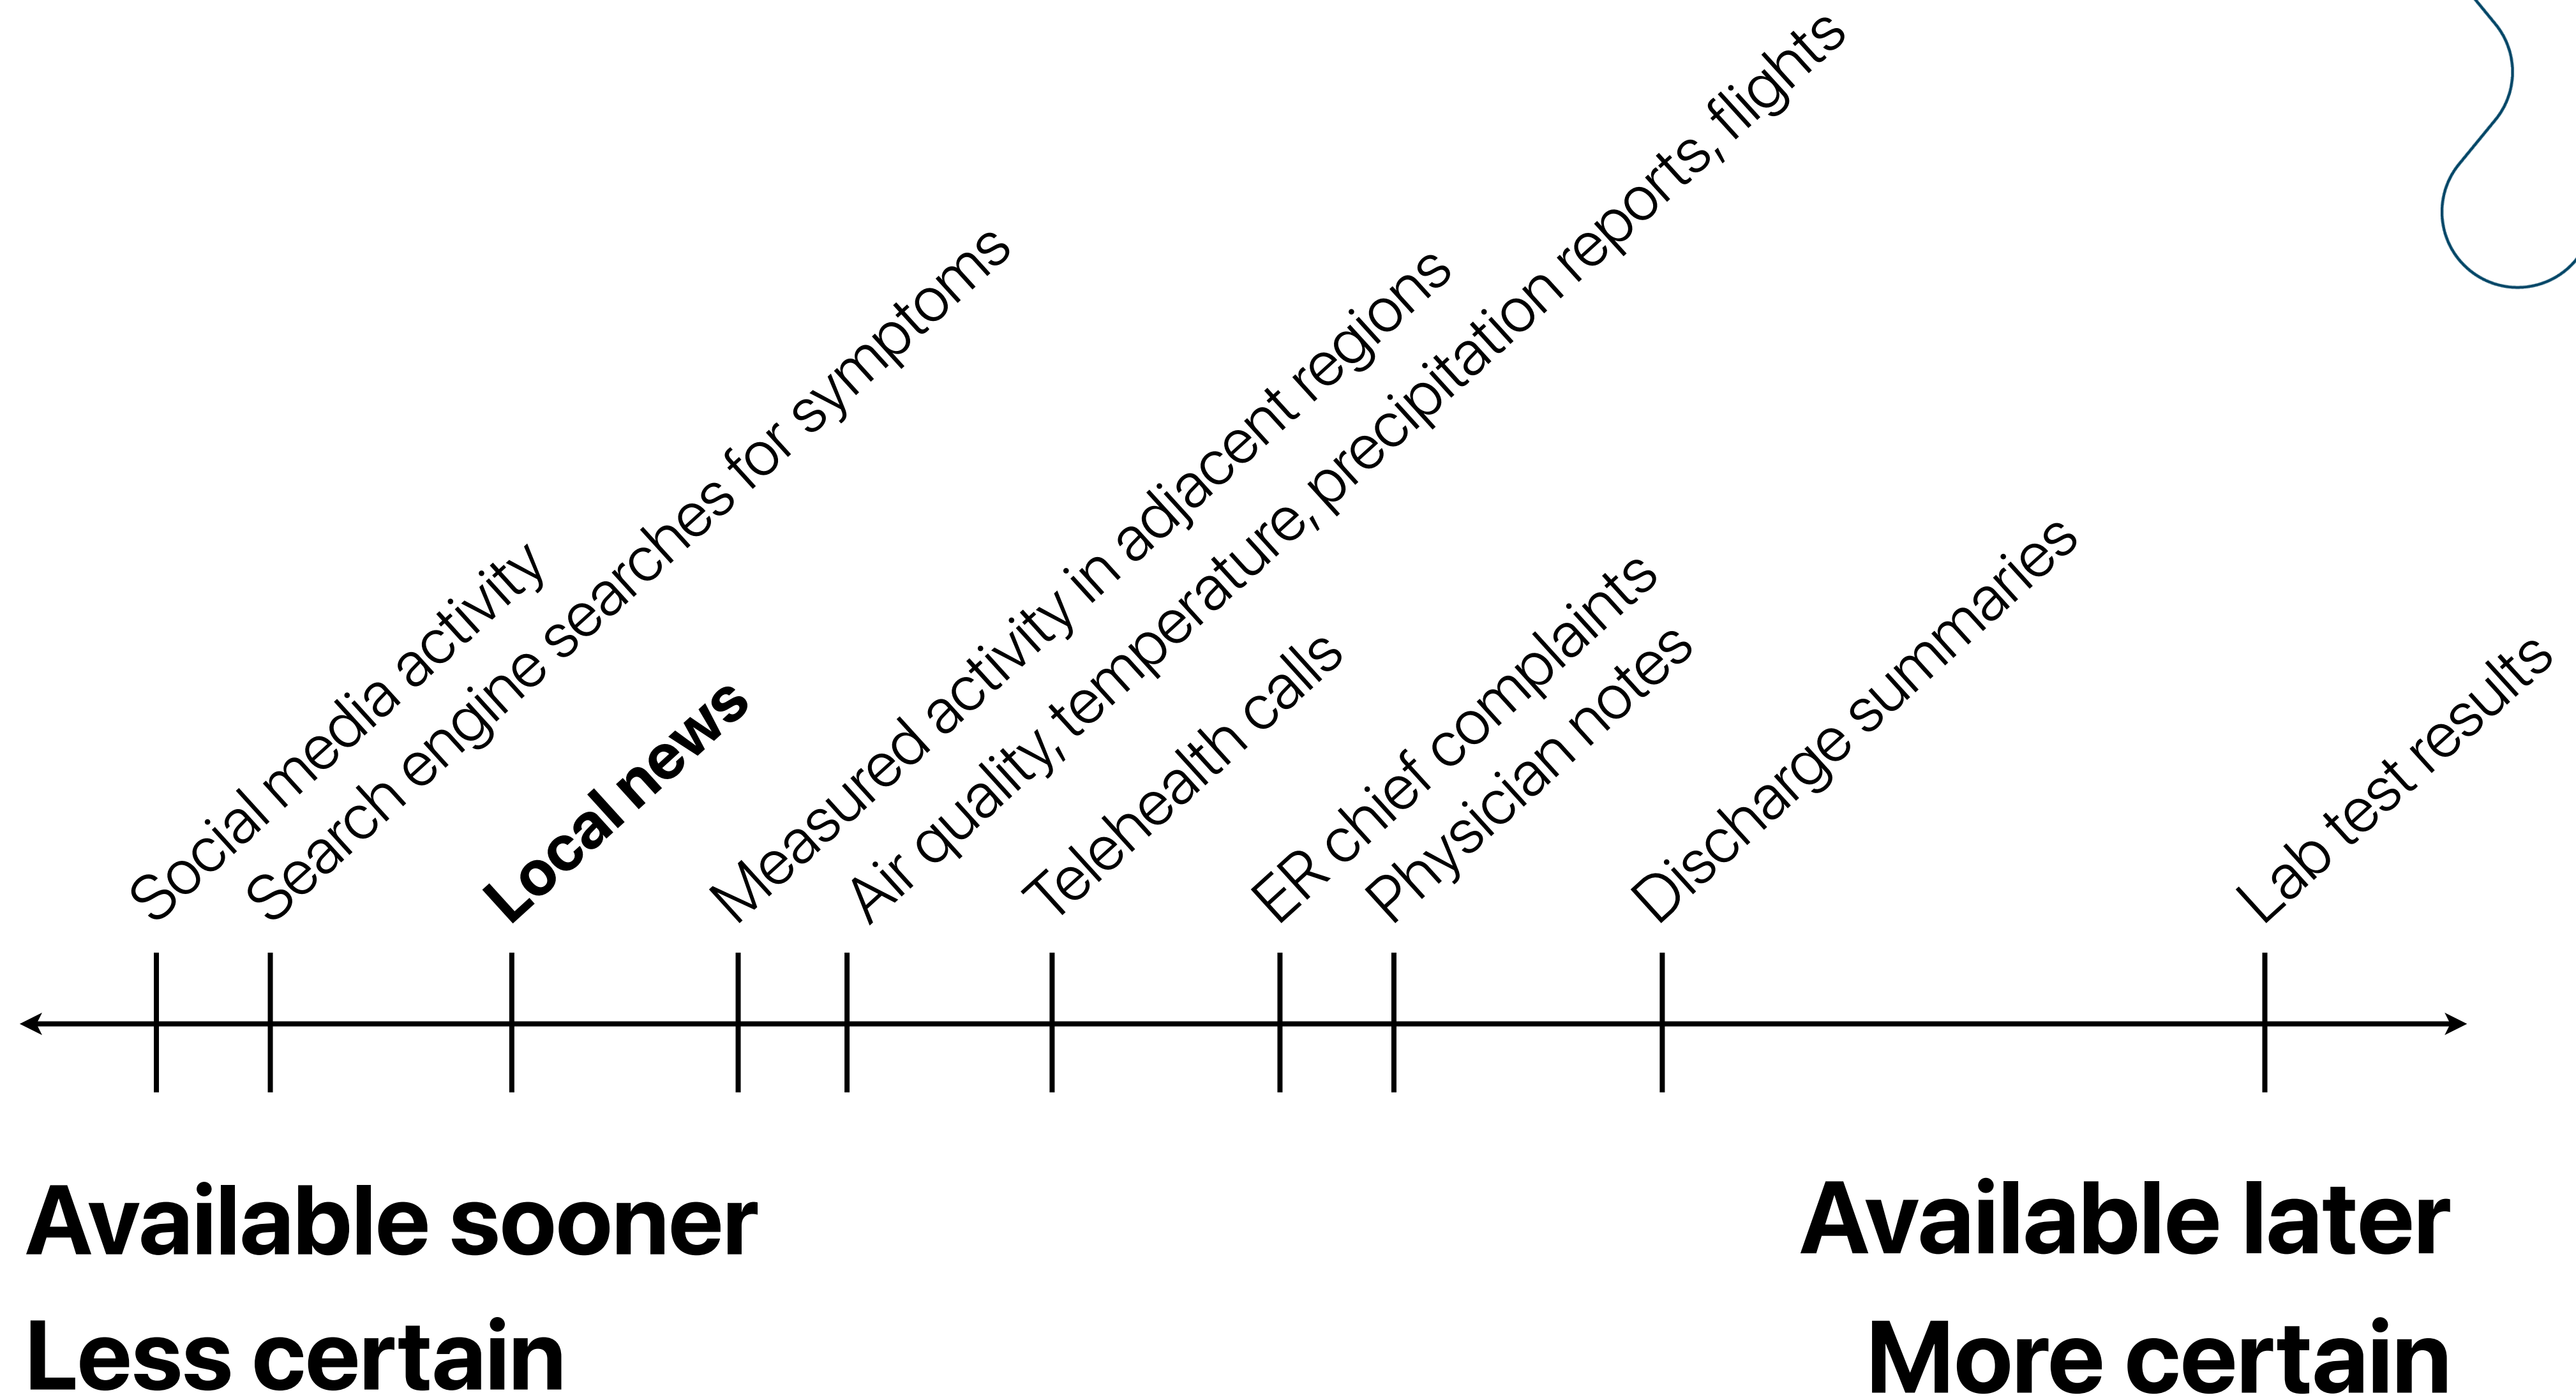 Social media activity
Search engine searches for symptoms
Local news
Measured activity in adjacent regions
Air quality, temperature, precipitation reports, flights
Telehealth calls
ER chief complaints
Physician notes
Discharge summaries
Lab test results
Available sooner
Less certain
Available later
More certain